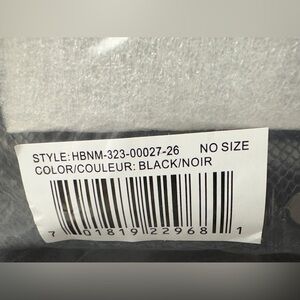 STYLE: HBNM-323-00027-26 NO SIZE
COLOR/COULEUR: BLACK/NOIR
7 01819 22968 1